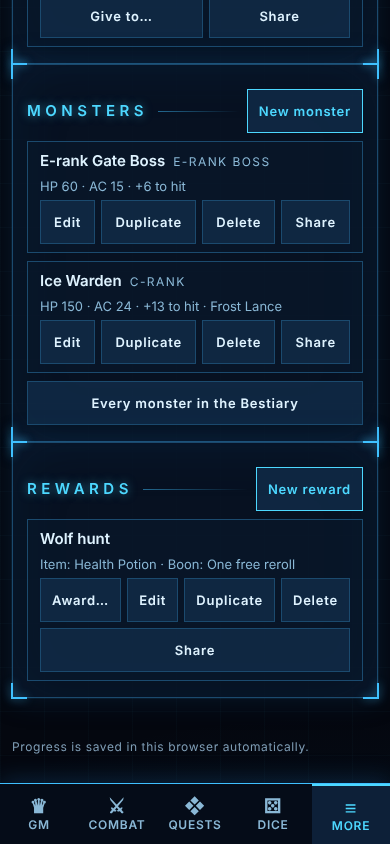 Give to… Share
MONSTERS New monster
E-rank Gate Boss E-RANK BOSS
HP 60 · AC 15 · +6 to hit
Edit Duplicate Delete Share
Ice Warden C-RANK
HP 150 · AC 24 · +13 to hit · Frost Lance
Edit Duplicate Delete Share
Every monster in the Bestiary
REWARDS New reward
Wolf hunt
Item: Health Potion · Boon: One free reroll
Award… Edit Duplicate Delete
Share
Progress is saved in this browser automatically.
GM COMBAT QUESTS DICE MORE